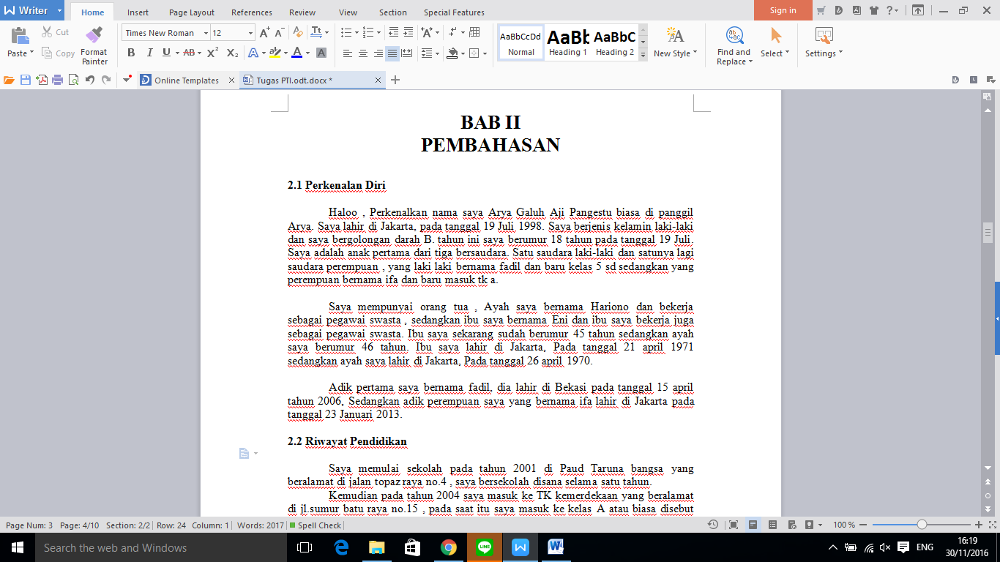 Writer Home Insert Page Layout References Review View Section Special Features Sign in
Cut Times New Roman 12 AaBbCcDd AaBb AaBbC
Paste Copy Format Painter B I U AB X² X₂ A Normal Heading 1 Heading 2 New Style Find and Replace Select Settings
Online Templates Tugas PTI.odt.docx *
BAB II
PEMBAHASAN
2.1 Perkenalan Diri
Haloo , Perkenalkan nama saya Arya Galuh Aji Pangestu biasa di panggil
Arya. Saya lahir di Jakarta, pada tanggal 19 Juli 1998. Saya berjenis kelamin laki-laki
dan saya bergolongan darah B. tahun ini saya berumur 18 tahun pada tanggal 19 Juli.
Saya adalah anak pertama dari tiga bersaudara. Satu saudara laki-laki dan satunya lagi
saudara perempuan , yang laki laki bernama fadil dan baru kelas 5 sd sedangkan yang
perempuan bernama ifa dan baru masuk tk a.
Saya mempunyai orang tua , Ayah saya bernama Hariono dan bekerja
sebagai pegawai swasta , sedangkan ibu saya bernama Eni dan ibu saya bekerja juga
sebagai pegawai swasta. Ibu saya sekarang sudah berumur 45 tahun sedangkan ayah
saya berumur 46 tahun. Ibu saya lahir di Jakarta, Pada tanggal 21 april 1971
sedangkan ayah saya lahir di Jakarta, Pada tanggal 26 april 1970.
Adik pertama saya bernama fadil, dia lahir di Bekasi pada tanggal 15 april
tahun 2006, Sedangkan adik perempuan saya yang bernama ifa lahir di Jakarta pada
tanggal 23 Januari 2013.
2.2 Riwayat Pendidikan
Saya memulai sekolah pada tahun 2001 di Paud Taruna bangsa yang
beralamat di jalan topaz raya no.4 , saya bersekolah disana selama satu tahun.
Kemudian pada tahun 2004 saya masuk ke TK kemerdekaan yang beralamat
di jl.sumur batu raya no.15 , pada saat itu saya masuk ke kelas A atau biasa disebut
Page Num: 3 Page: 4/10 Section: 2/2 Row: 24 Column: 1 Words: 2017 Spell Check 100 %
Search the web and Windows LINE ENG 16:19
30/11/2016